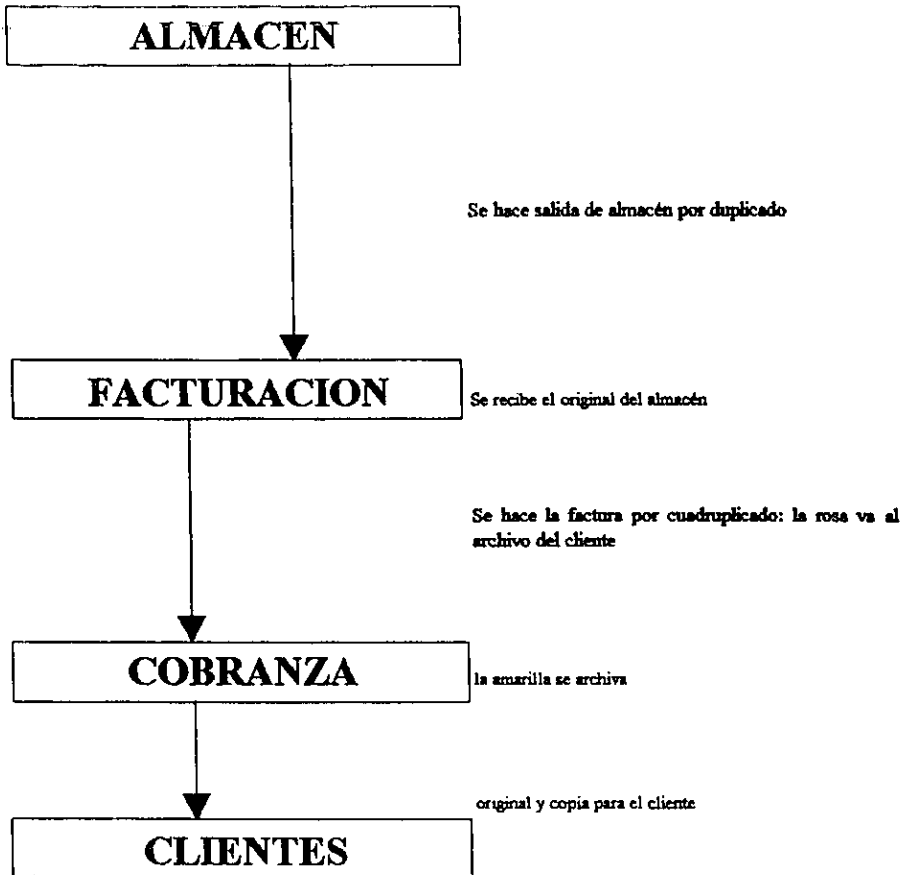 ALMACEN
Se hace salida de almacén por duplicado
FACTURACION
Se recibe el original del almacén
Se hace la factura por cuadruplicado: la rosa va al
archivo del cliente
COBRANZA
la amarilla se archiva
original y copia para el cliente
CLIENTES